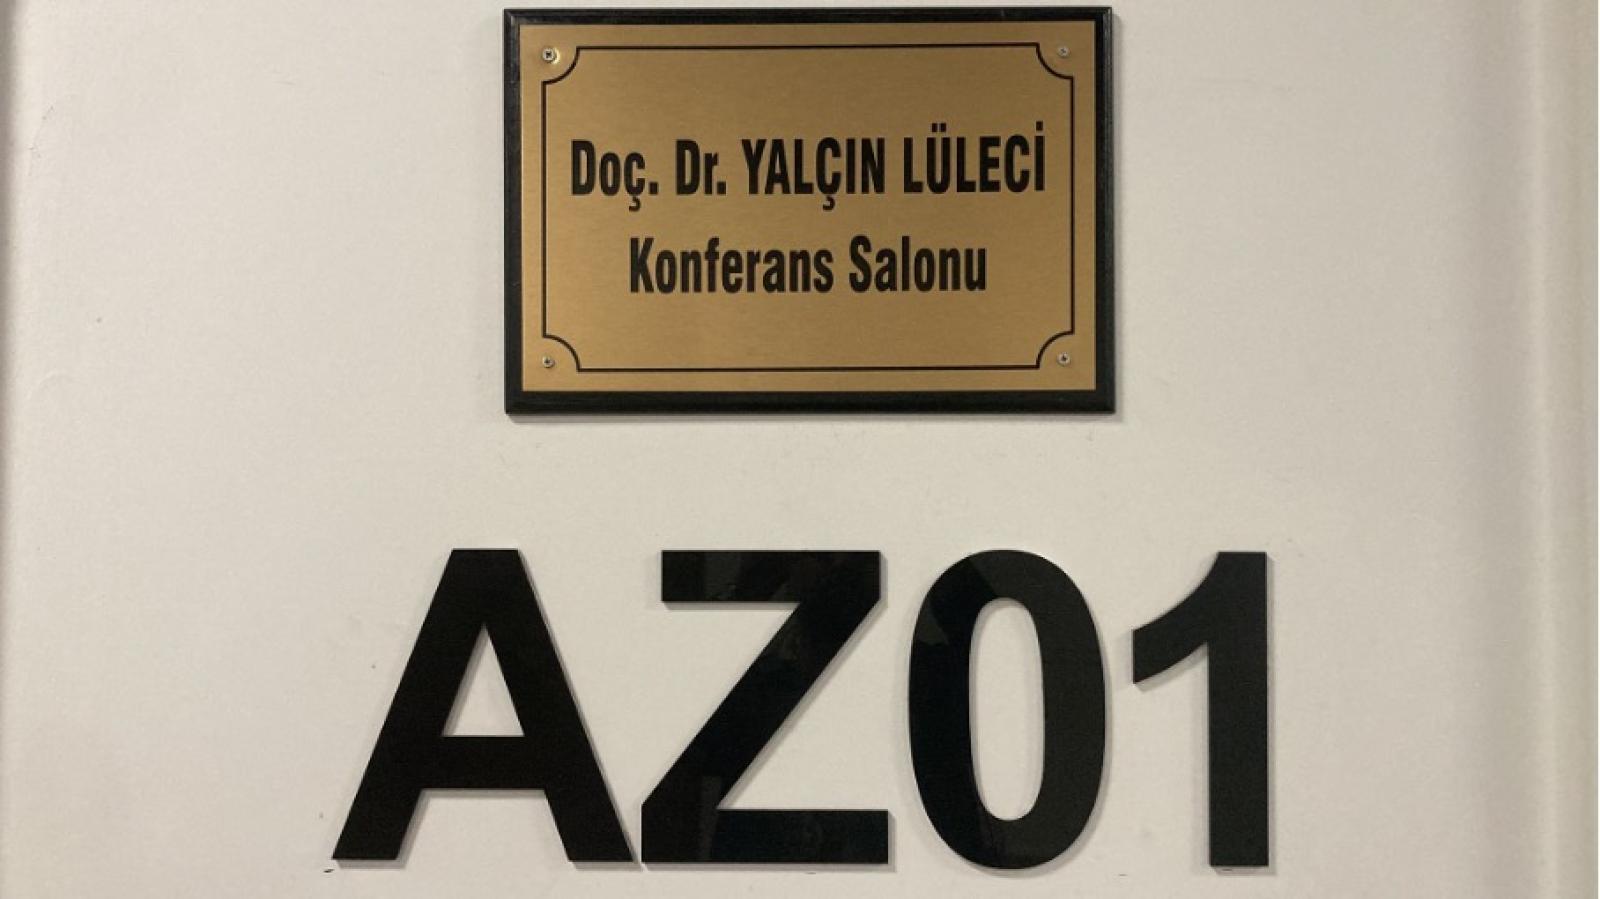 Doç. Dr. YALÇIN LÜLECİ
Konferans Salonu
AZ01